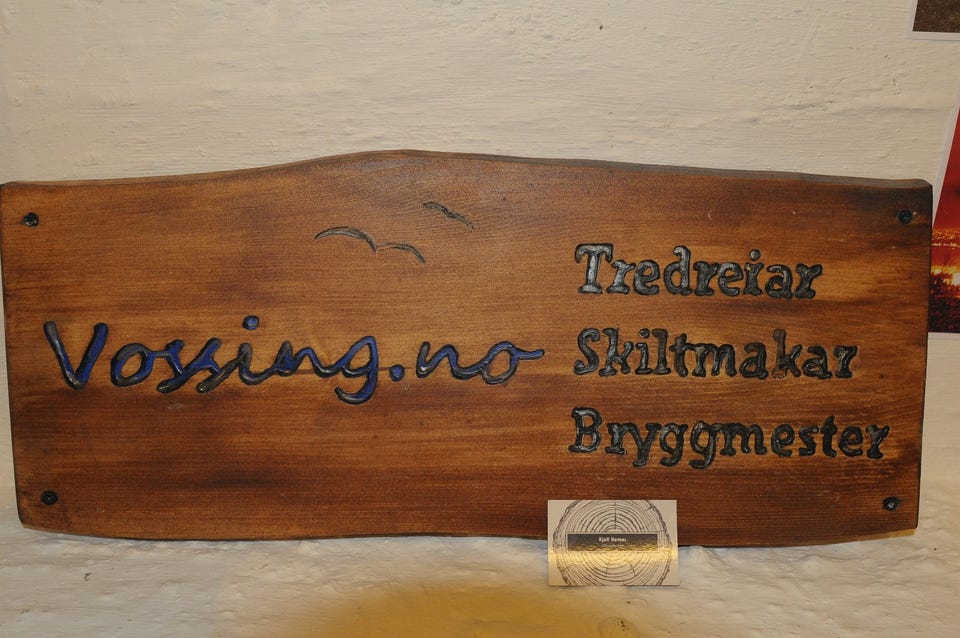 Vossing.no
Tredreiar
Skiltmakar
Bryggmester
Kjell Hernes